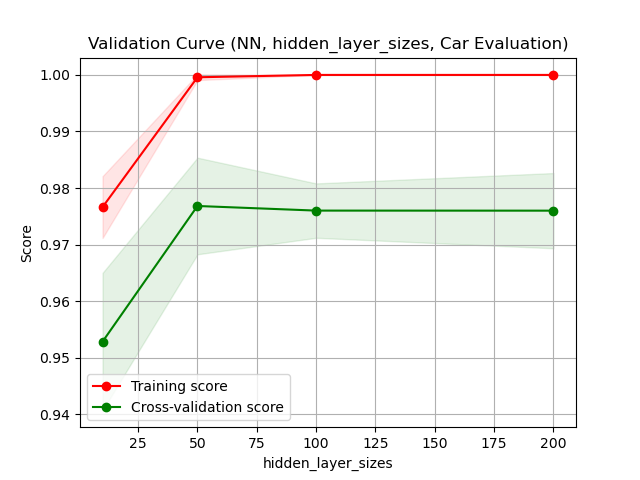 Validation Curve (NN, hidden_layer_sizes, Car Evaluation)
1.00
0.99
0.98
0.97
0.96
0.95
0.94
Score
Training score
Cross-validation score
25 50 75 100 125 150 175 200
hidden_layer_sizes